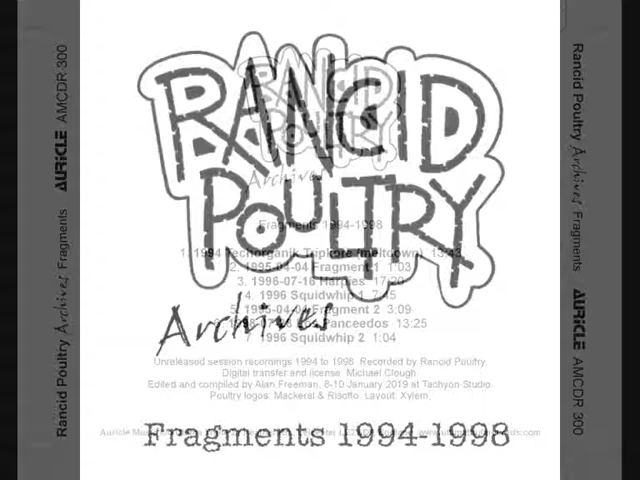 RANCID
POULTRY
Archives
Fragments 1994-1998
1. 1994 Technorganik Triplcore (meltdown) 13:43
2. 1995-04-04 Fragment 1 1:03
3. 1996-07-16 Harpies 17:20
4. 1996 Squidwhip 1 7:45
5. 1995-04-04 Fragment 2 3:09
13:25
7. 1996 Squidwhip 2 1:04
Archives
Unreleased session recordings 1994 to 1998. Recorded by Rancid Poultry.
Digital transfer and license: Michael Clough.
Edited and compiled by Alan Freeman, 8-10 January 2019 at Tachyon Studio.
Poultry logos: Mackeral & Risotto. Layout: Xylem.
Fragments 1994-1998
Rancid Poultry Archives Fragments AURICLE AMCDR 300
Rancid Poultry Archives Fragments AURICLE AMCDR 300